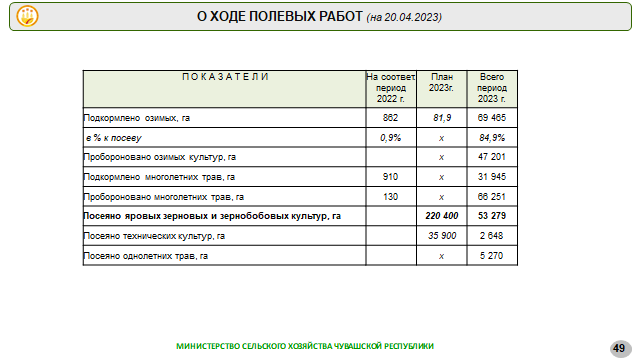 О ХОДЕ ПОЛЕВЫХ РАБОТ (на 20.04.2023)
П О К А З А Т Е Л И На соответ. период 2022 г. План 2023г. Всего период 2023 г.
Подкормлено озимых, га 862 81,9 69 465
в % к посеву 0,9% х 84,9%
Пробороновано озимых культур, га х 47 201
Подкормлено многолетних трав, га 910 х 31 945
Пробороновано многолетних трав, га 130 х 66 251
Посеяно яровых зерновых и зернобобовых культур, га 220 400 53 279
Посеяно технических культур, га 35 900 2 648
Посеяно однолетних трав, га х 5 270
МИНИСТЕРСТВО СЕЛЬСКОГО ХОЗЯЙСТВА ЧУВАШСКОЙ РЕСПУБЛИКИ
49